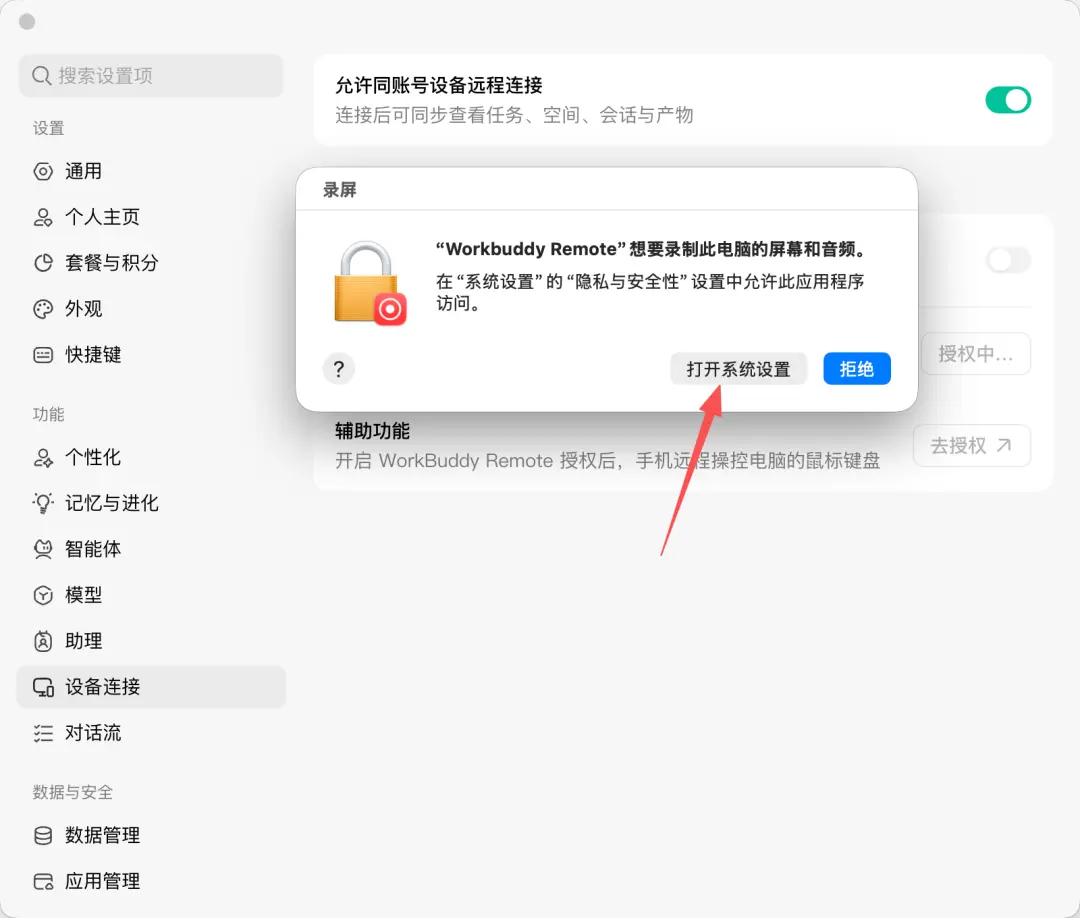 搜索设置项
设置
通用
个人主页
套餐与积分
外观
快捷键
功能
个性化
记忆与进化
智能体
模型
助理
设备连接
对话流
数据与安全
数据管理
应用管理
允许同账号设备远程连接
连接后可同步查看任务、空间、会话与产物
录屏
“Workbuddy Remote”想要录制此电脑的屏幕和音频。
在“系统设置”的“隐私与安全性”设置中允许此应用程序
访问。
?
打开系统设置
拒绝
授权中...
辅助功能
开启 WorkBuddy Remote 授权后，手机远程操控电脑的鼠标键盘
去授权